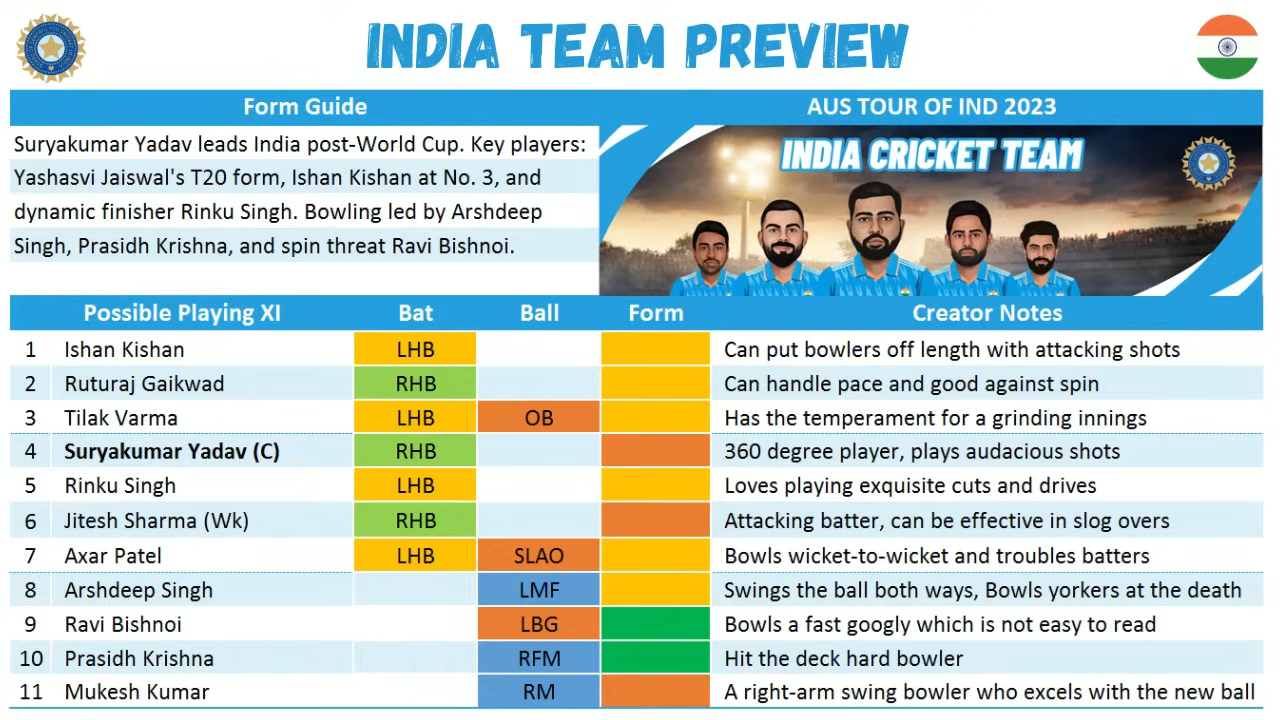 INDIA TEAM PREVIEW
Form Guide
AUS TOUR OF IND 2023
Suryakumar Yadav leads India post-World Cup. Key players:
Yashasvi Jaiswal's T20 form, Ishan Kishan at No. 3, and
dynamic finisher Rinku Singh. Bowling led by Arshdeep
Singh, Prasidh Krishna, and spin threat Ravi Bishnoi.
INDIA CRICKET TEAM
Possible Playing XI Bat Ball Form Creator Notes
1 Ishan Kishan LHB Can put bowlers off length with attacking shots
2 Ruturaj Gaikwad RHB Can handle pace and good against spin
3 Tilak Varma LHB OB Has the temperament for a grinding innings
4 Suryakumar Yadav (C) RHB 360 degree player, plays audacious shots
5 Rinku Singh LHB Loves playing exquisite cuts and drives
6 Jitesh Sharma (Wk) RHB Attacking batter, can be effective in slog overs
7 Axar Patel LHB SLAO Bowls wicket-to-wicket and troubles batters
8 Arshdeep Singh LMF Swings the ball both ways, Bowls yorkers at the death
9 Ravi Bishnoi LBG Bowls a fast googly which is not easy to read
10 Prasidh Krishna RFM Hit the deck hard bowler
11 Mukesh Kumar RM A right-arm swing bowler who excels with the new ball